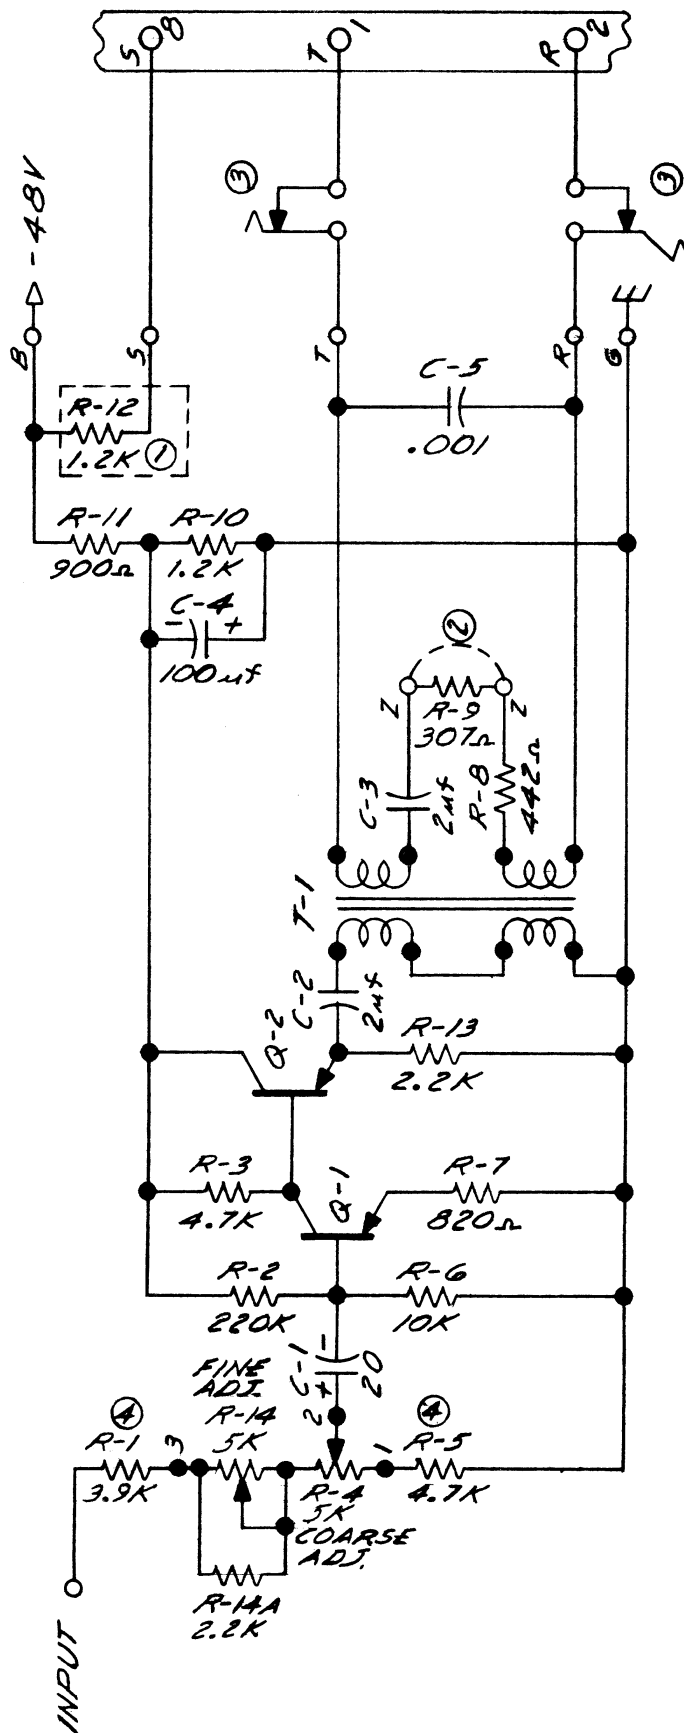 S
8
T
1
R
2
-48V
3
3
B
S
T
R
G
R-12
1.2K
1
C-5
.001
R-11
900Ω
R-10
1.2K
C-4
-
+
100µf
2
Z
Z
R-9
307Ω
C-3
2µf
R-8
442Ω
T-1
C-2
2µf
Q-2
R-13
2.2K
R-3
4.7K
Q-1
R-7
820Ω
R-2
220K
R-6
10K
C-1
-
+
20
FINE
ADJ.
R-14
5K
2
4
R-1
3.9K
3
1
4
R-5
4.7K
R-4
5K
COARSE
ADJ.
R-14A
2.2K
INPUT